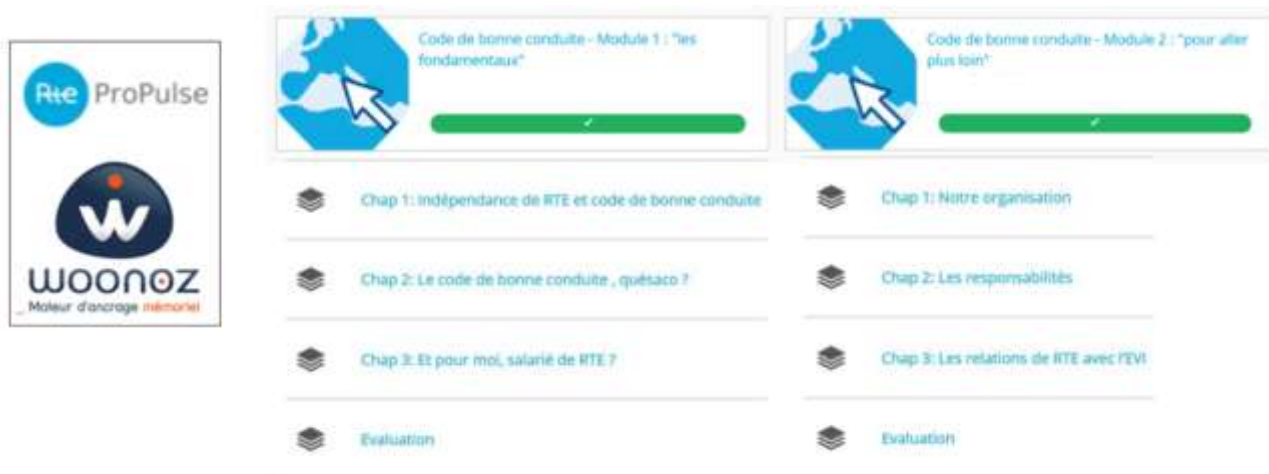 Rte ProPulse
woonoz
Moteur d'ancrage mémoriel
Code de bonne conduite - Module 1 : "les
fondamentaux"
Chap 1: Indépendance de RTE et code de bonne conduite
Chap 2: Le code de bonne conduite , quésaco ?
Chap 3: Et pour moi, salarié de RTE ?
Evaluation
Code de bonne conduite - Module 2 : "pour aller
plus loin"
Chap 1: Notre organisation
Chap 2: Les responsabilités
Chap 3: Les relations de RTE avec l'EVI
Evaluation